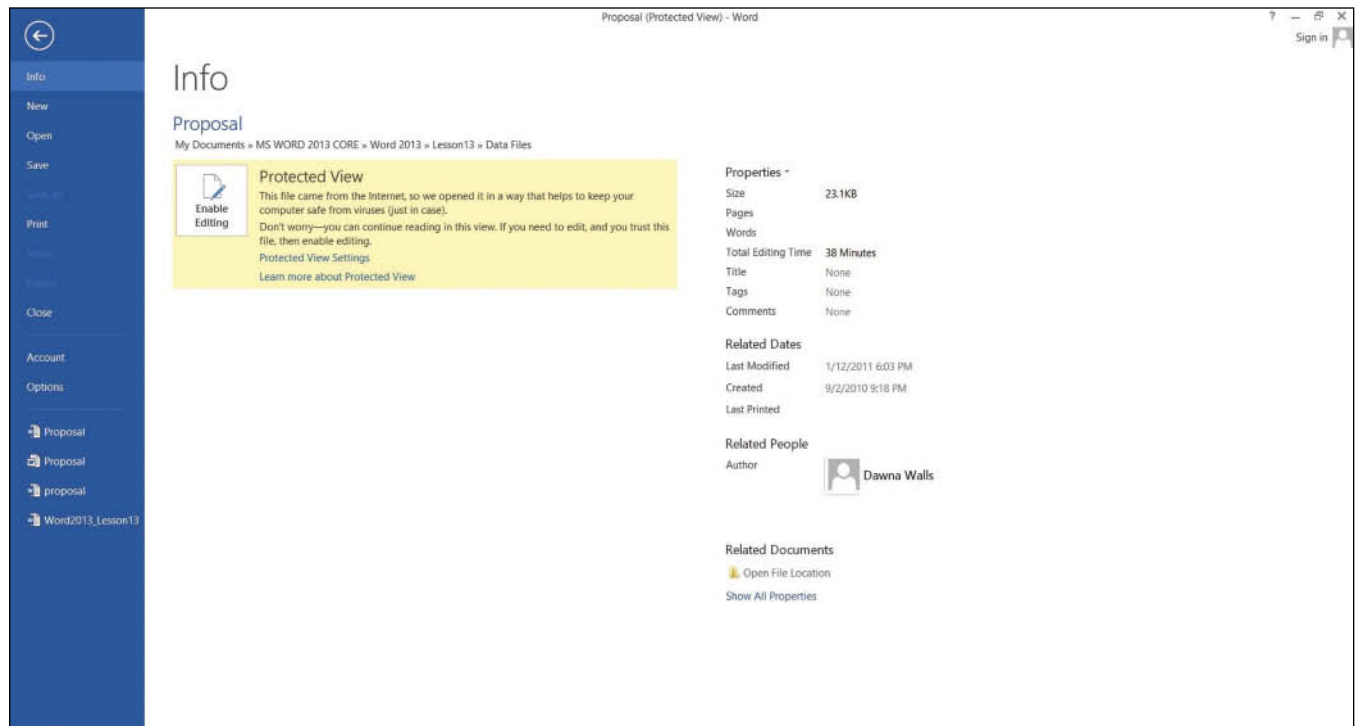 Proposal (Protected View) - Word
?
Sign in
Info
New
Open
Save
Save As
Print
Share
Export
Close
Account
Options
Proposal
Proposal
proposal
Word2013_Lesson13
Info
Proposal
My Documents » MS WORD 2013 CORE » Word 2013 » Lesson13 » Data Files
Enable
Editing
Protected View
This file came from the Internet, so we opened it in a way that helps to keep your
computer safe from viruses (just in case).
Don't worry—you can continue reading in this view. If you need to edit, and you trust this
file, then enable editing.
Protected View Settings
Learn more about Protected View
Properties
Size 23.1KB
Pages
Words
Total Editing Time 38 Minutes
Title None
Tags None
Comments None
Related Dates
Last Modified 1/12/2011 6:03 PM
Created 9/2/2010 9:18 PM
Last Printed
Related People
Author Dawna Walls
Related Documents
Open File Location
Show All Properties